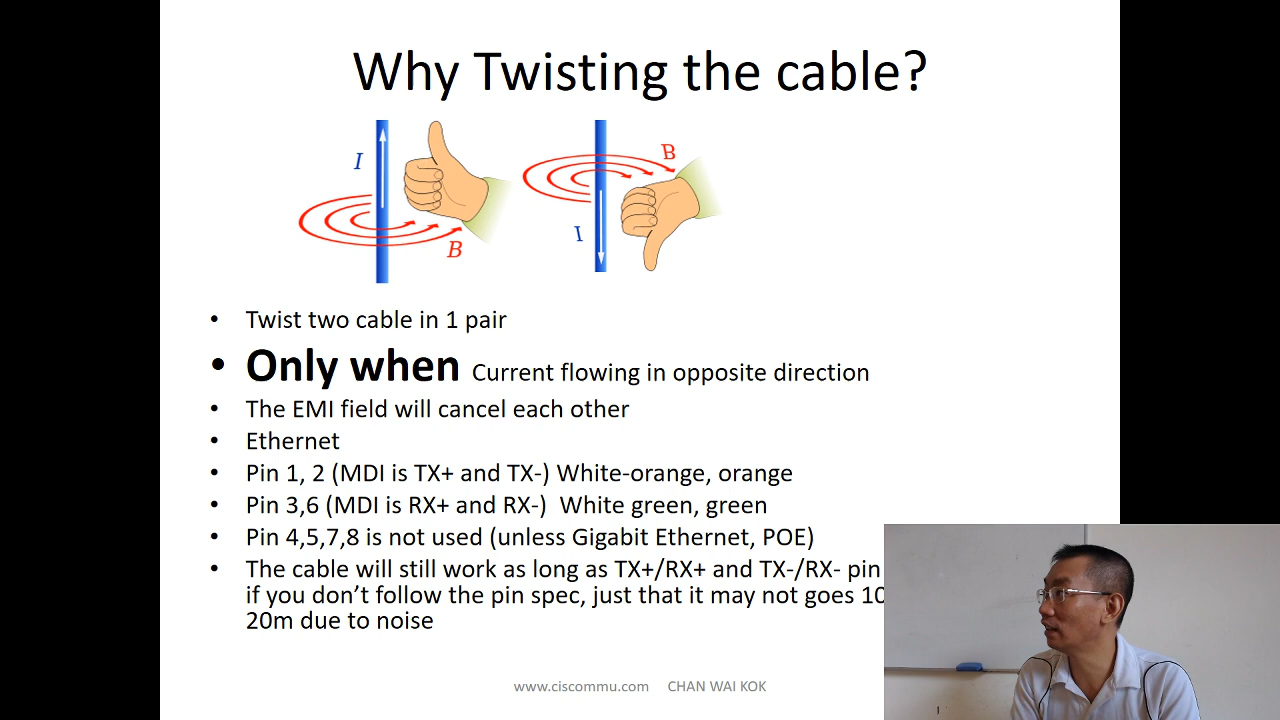 Why Twisting the cable?
I
B
B
I
• Twist two cable in 1 pair
• Only when Current flowing in opposite direction
• The EMI field will cancel each other
• Ethernet
• Pin 1, 2 (MDI is TX+ and TX-) White-orange, orange
• Pin 3,6 (MDI is RX+ and RX-) White green, green
• Pin 4,5,7,8 is not used (unless Gigabit Ethernet, POE)
• The cable will still work as long as TX+/RX+ and TX-/RX- pin
if you don't follow the pin spec, just that it may not goes
20m due to noise
www.ciscommu.com CHAN WAI KOK